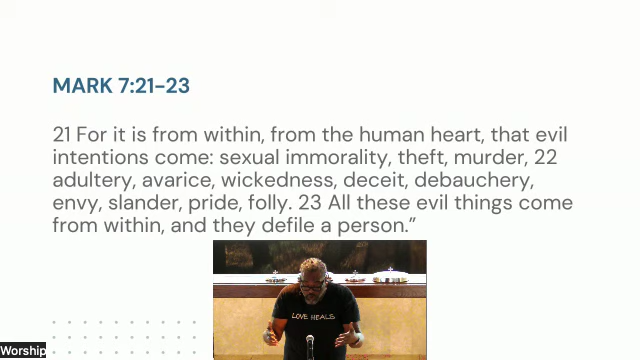 MARK 7:21-23
21 For it is from within, from the human heart, that evil
intentions come: sexual immorality, theft, murder, 22
adultery, avarice, wickedness, deceit, debauchery,
envy, slander, pride, folly. 23 All these evil things come
from within, and they defile a person.”
LOVE HEALS
Worship